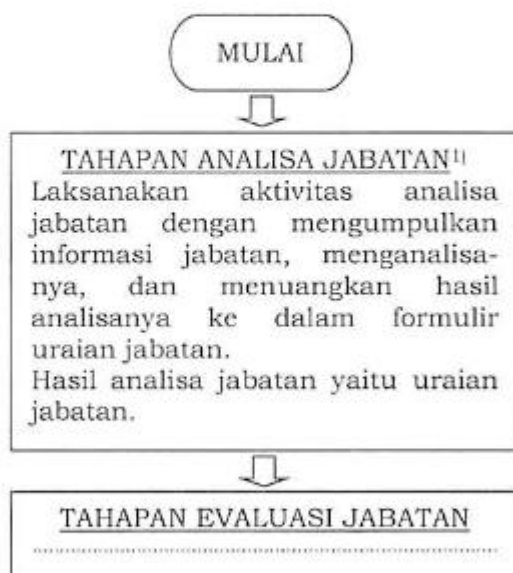 MULAI
TAHAPAN ANALISA JABATAN¹⁾
Laksanakan aktivitas analisa
jabatan dengan mengumpulkan
informasi jabatan, menganalisa-
nya, dan menuangkan hasil
analisanya ke dalam formulir
uraian jabatan.
Hasil analisa jabatan yaitu uraian
jabatan.
TAHAPAN EVALUASI JABATAN